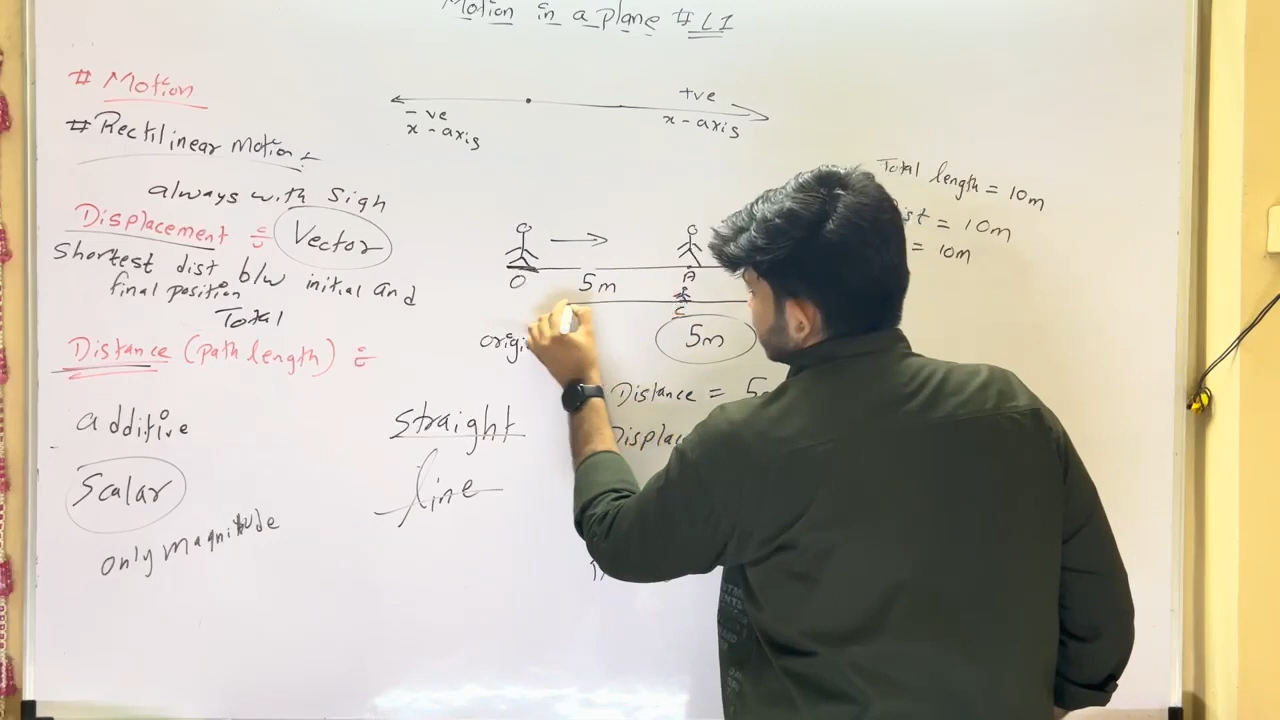 Motion in a plane # L1
# Motion
# Rectilinear motion :-
always with sign
Displacement ÷ Vector
shortest dist b/w initial and
final position
Total
Distance (path length) ÷
additive
Scalar
only magnitude
straight
line
-ve
x-axis
+ve
x-axis
O
5m
A
C
5m
Distance = 5
Total length = 10m
= 10m
= 10m